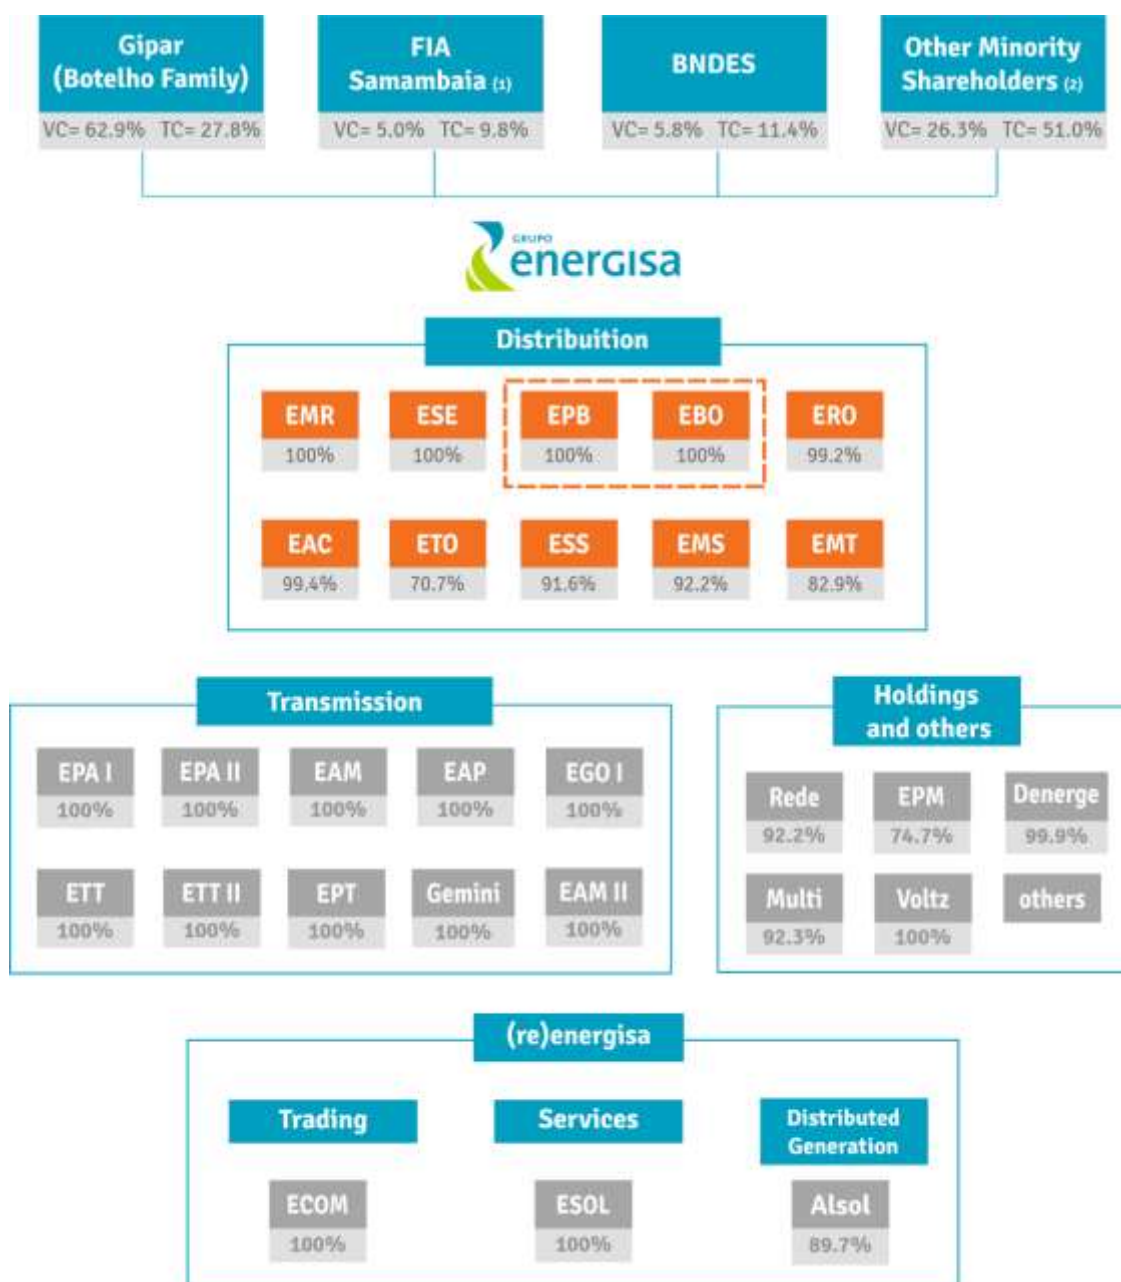 Gipar
(Botelho Family)
VC= 62.9% TC= 27.8%
FIA
Samambaia (1)
VC= 5.0% TC= 9.8%
BNDES
VC= 5.8% TC= 11.4%
Other Minority
Shareholders (2)
VC= 26.3% TC= 51.0%
GRUPO
energisa
Distribuition
EMR
100%
ESE
100%
EPB
100%
EBO
100%
ERO
99.2%
EAC
99.4%
ETO
70.7%
ESS
91.6%
EMS
92.2%
EMT
82.9%
Transmission
EPA I
100%
EPA II
100%
EAM
100%
EAP
100%
EGO I
100%
ETT
100%
ETT II
100%
EPT
100%
Gemini
100%
EAM II
100%
Holdings
and others
Rede
92.2%
EPM
74.7%
Denerge
99.9%
Multi
92.3%
Voltz
100%
others
(re)energisa
Trading
ECOM
100%
Services
ESOL
100%
Distributed
Generation
Alsol
89.7%